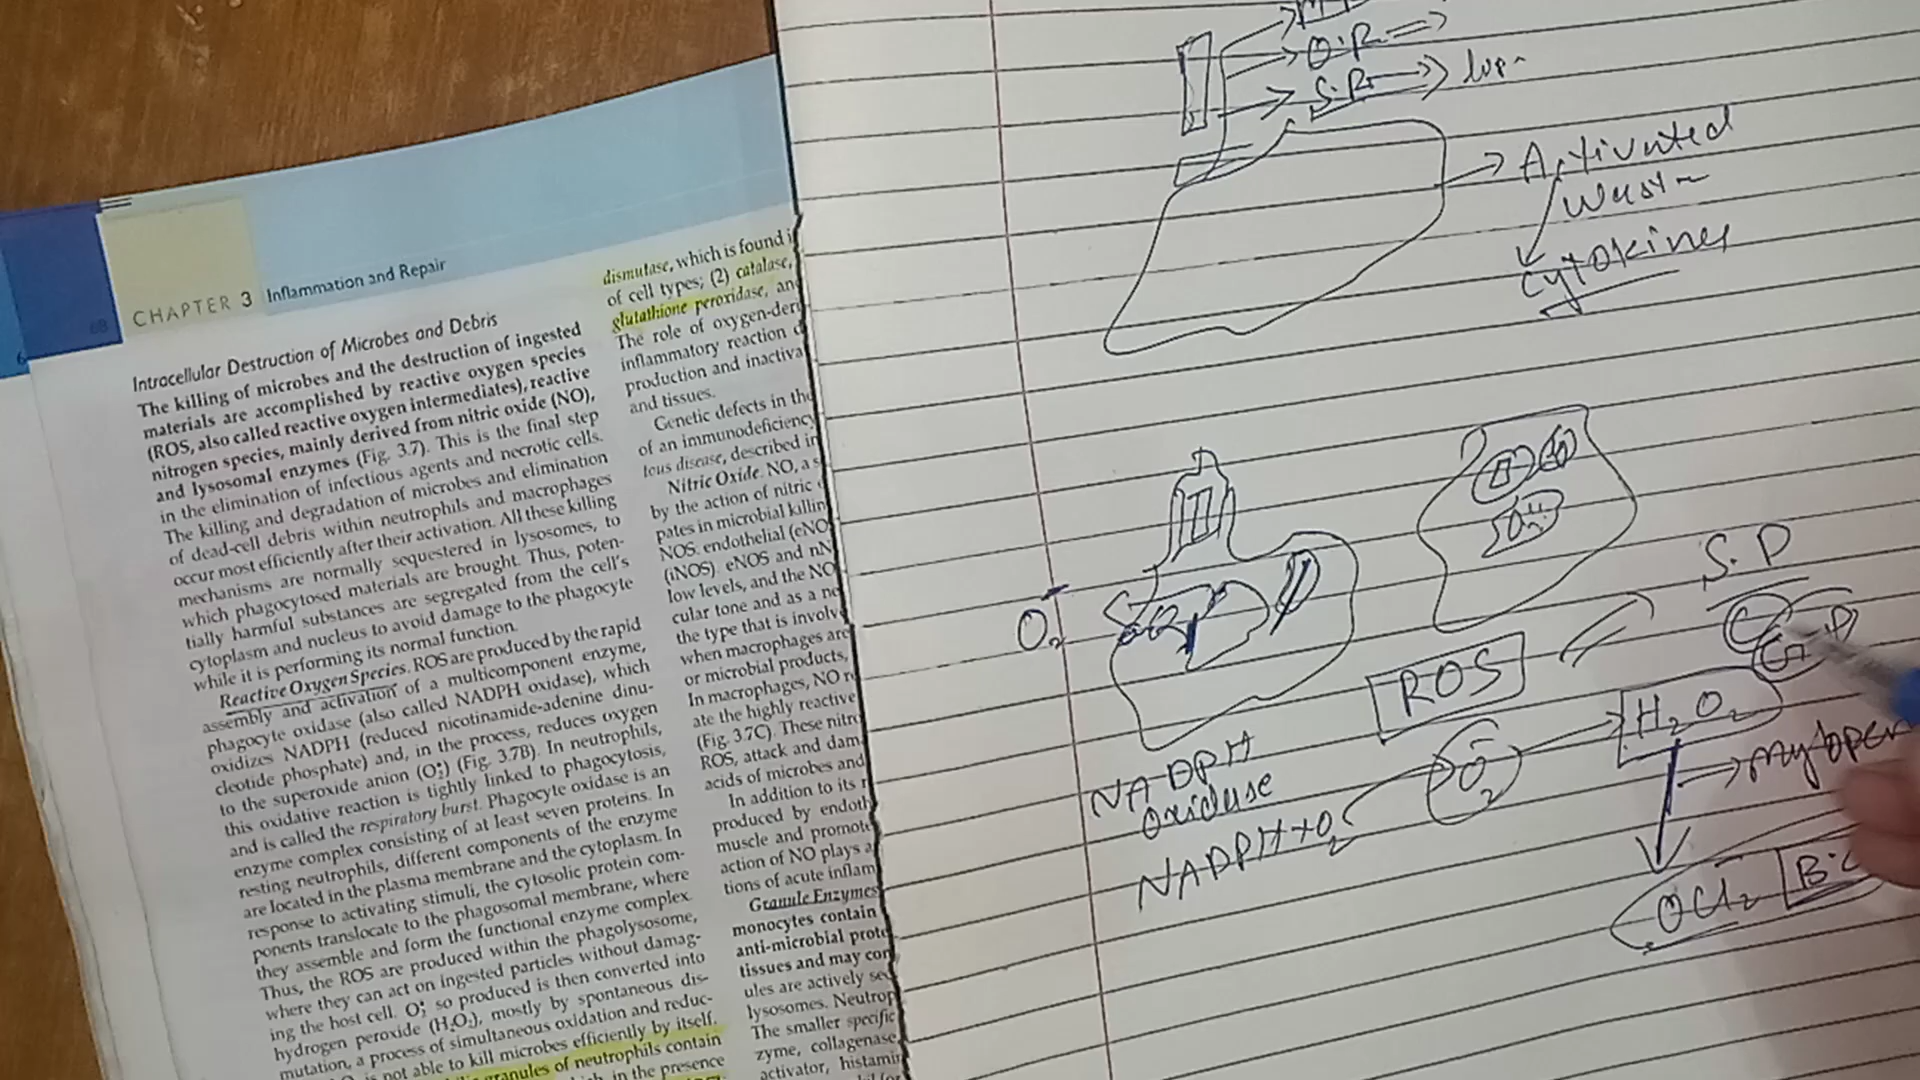 68
CHAPTER 3 Inflammation and Repair
Intracellular Destruction of Microbes and Debris
The killing of microbes and the destruction of ingested
materials are accomplished by reactive oxygen species
(ROS, also called reactive oxygen intermediates), reactive
nitrogen species, mainly derived from nitric oxide (NO),
and lysosomal enzymes (Fig. 3.7). This is the final step
in the elimination of infectious agents and necrotic cells.
The killing and degradation of microbes and elimination
of dead-cell debris within neutrophils and macrophages
occur most efficiently after their activation. All these killing
mechanisms are normally sequestered in lysosomes, to
which phagocytosed materials are brought. Thus, poten-
tially harmful substances are segregated from the cell's
cytoplasm and nucleus to avoid damage to the phagocyte
while it is performing its normal function.
Reactive Oxygen Species. ROS are produced by the rapid
assembly and activation of a multicomponent enzyme,
phagocyte oxidase (also called NADPH oxidase), which
oxidizes NADPH (reduced nicotinamide-adenine dinu-
cleotide phosphate) and, in the process, reduces oxygen
to the superoxide anion (O2•) (Fig. 3.7B). In neutrophils,
this oxidative reaction is tightly linked to phagocytosis,
and is called the respiratory burst. Phagocyte oxidase is an
enzyme complex consisting of at least seven proteins. In
resting neutrophils, different components of the enzyme
are located in the plasma membrane and the cytoplasm. In
response to activating stimuli, the cytosolic protein com-
ponents translocate to the phagosomal membrane, where
they assemble and form the functional enzyme complex.
Thus, the ROS are produced within the phagolysosome,
where they can act on ingested particles without damag-
ing the host cell. O2• so produced is then converted into
hydrogen peroxide (H2O2), mostly by spontaneous dis-
mutation, a process of simultaneous oxidation and reduc-
is not able to kill microbes efficiently by itself.
granules of neutrophils contain
in the presence
dismutase, which is found i
of cell types; (2) catalase,
glutathione peroxidase, an
The role of oxygen-deri
inflammatory reaction d
production and inactiva
and tissues.
Genetic defects in the
of an immunodeficiency
tous disease, described in
Nitric Oxide. NO, a s
by the action of nitric
pates in microbial killin
NOS: endothelial (eNO
(iNOS). eNOS and nN
low levels, and the NO
cular tone and as a ne
the type that is involv
when macrophages are
or microbial products,
In macrophages, NO r
ate the highly reactive
(Fig. 3.7C). These nitro
ROS, attack and dam
acids of microbes and
In addition to its r
produced by endoth
muscle and promote
action of NO plays a
tions of acute inflam
Granule Enzymes
monocytes contain
anti-microbial prote
tissues and may con
ules are actively se
lysosomes. Neutrop
The smaller specific
zyme, collagenase,
activator, histamin
O.R
S.R
Activated
Cytokines
O2
S.D
C
G-P
ROS
H2O2
NADPH
oxidase
NADPH+O2
O2
OCl2